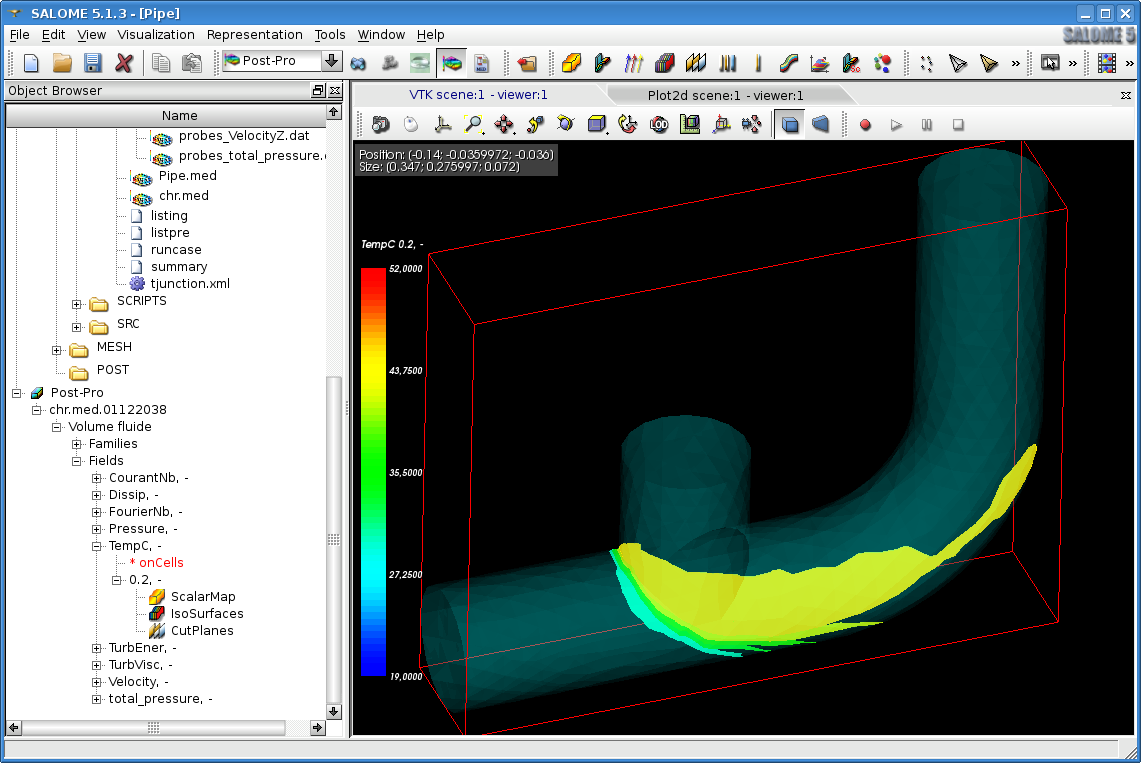 SALOME 5.1.3 - [Pipe]
File Edit View Visualization Representation Tools Window Help
SALOME 5
Post-Pro
»
»
»
Object Browser
Name
probes_VelocityZ.dat
probes_total_pressure.
Pipe.med
chr.med
listing
listpre
runcase
summary
tjunction.xml
SCRIPTS
SRC
MESH
POST
Post-Pro
chr.med.01122038
Volume fluide
Families
Fields
CourantNb, -
Dissip, -
FourierNb, -
Pressure, -
TempC, -
* onCells
0.2, -
ScalarMap
IsoSurfaces
CutPlanes
TurbEner, -
TurbVisc, -
Velocity, -
total_pressure, -
VTK scene:1 - viewer:1
Plot2d scene:1 - viewer:1
LOD
Position: (-0.14; -0.0359972; -0.036)
Size: (0.347; 0.275997; 0.072)
TempC 0.2, -
52,0000
43,7500
35,5000
27,2500
19,0000